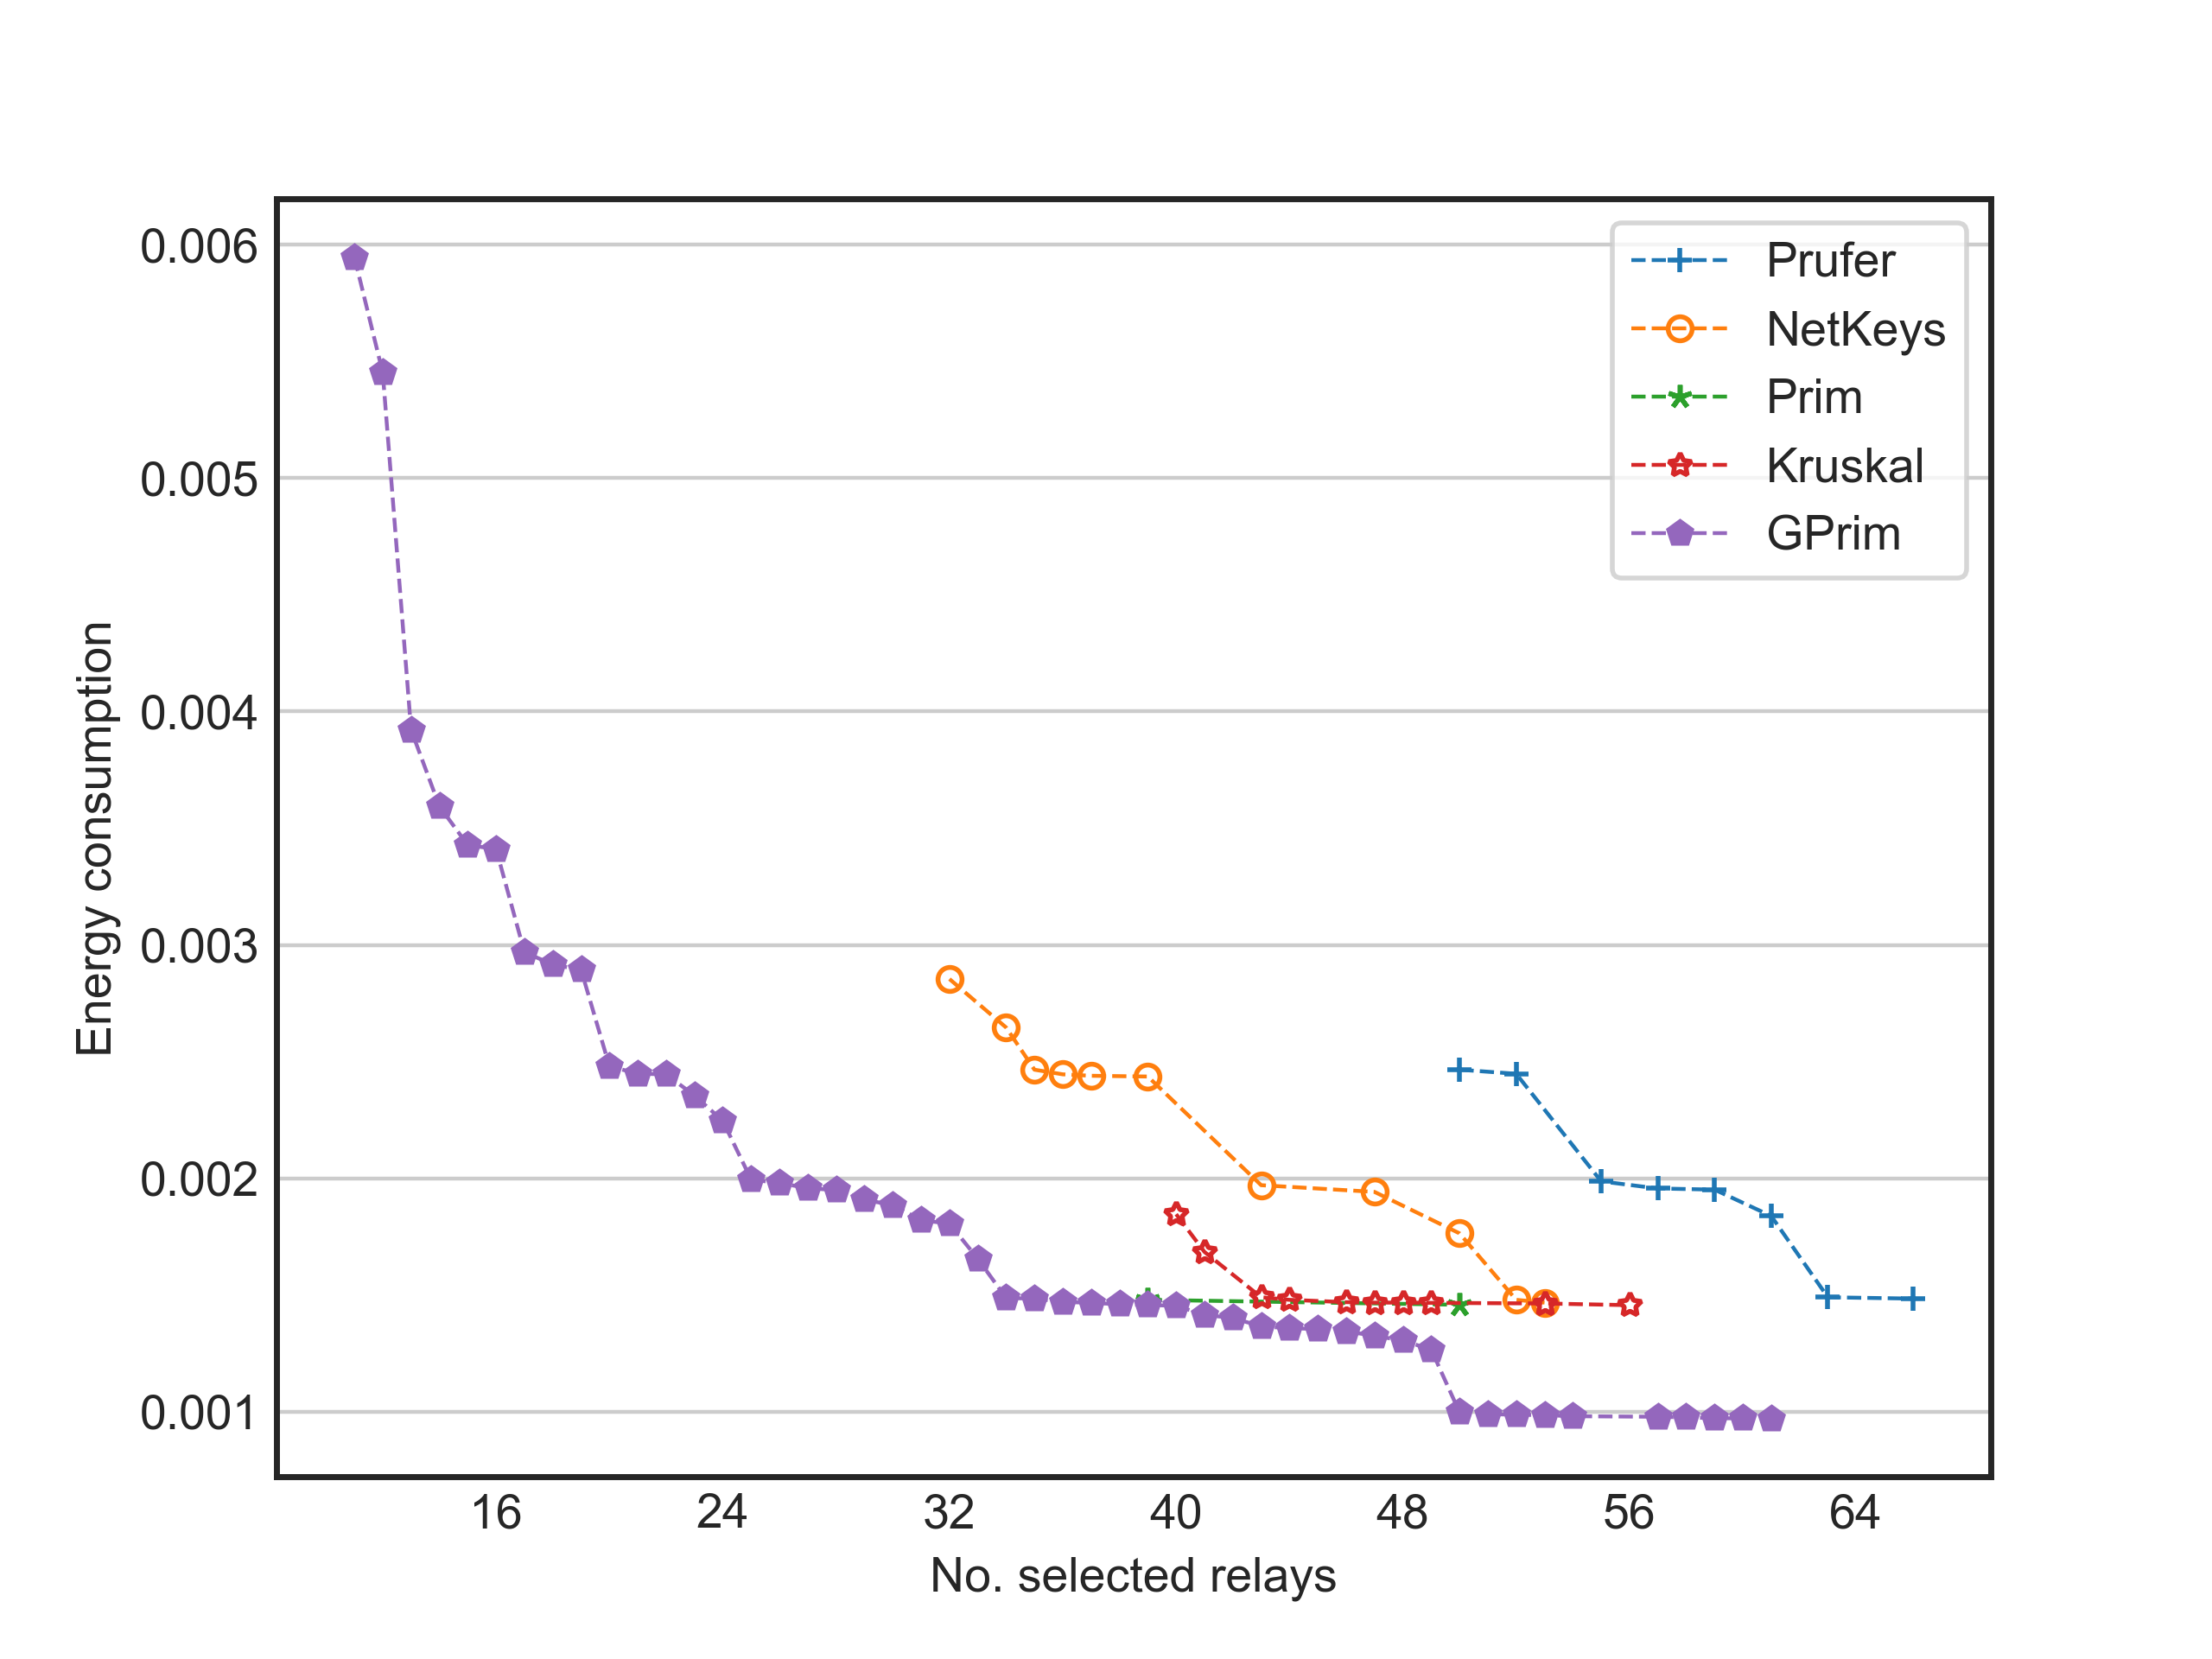 0.006
0.005
0.004
0.003
0.002
0.001
Energy consumption
16 24 32 40 48 56 64
No. selected relays
Prufer
NetKeys
Prim
Kruskal
GPrim